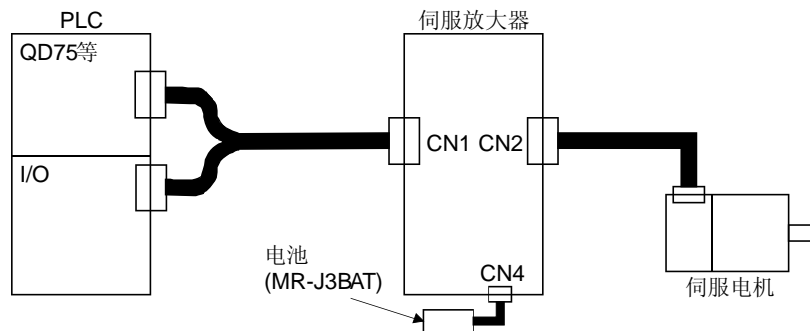 PLC
QD75等
I/O
伺服放大器
CN1
CN2
CN4
电池
(MR-J3BAT)
伺服电机